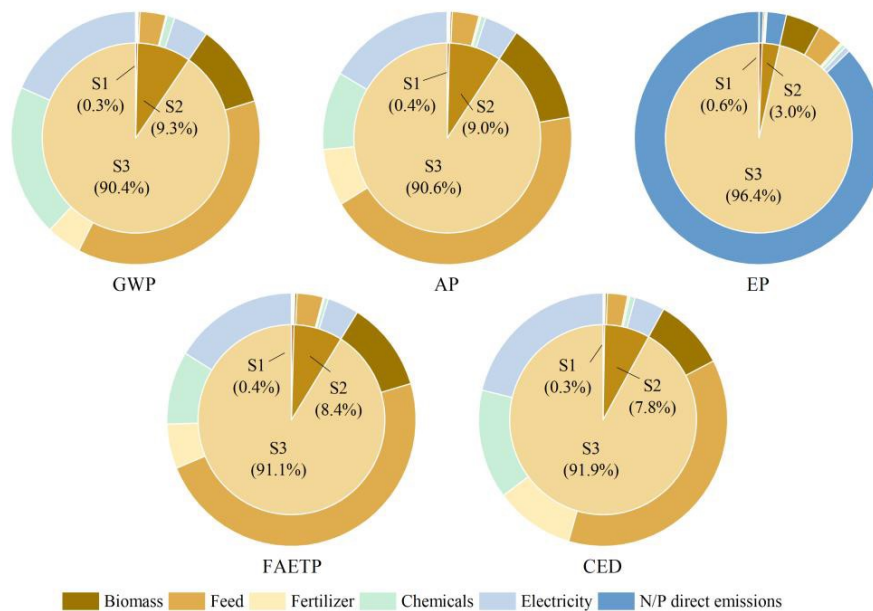 S1
(0.3%)
S2
(9.3%)
S3
(90.4%)
GWP
S1
(0.4%)
S2
(9.0%)
S3
(90.6%)
AP
S1
(0.6%)
S2
(3.0%)
S3
(96.4%)
EP
S1
(0.4%)
S2
(8.4%)
S3
(91.1%)
FAETP
S1
(0.3%)
S2
(7.8%)
S3
(91.9%)
CED
Biomass Feed Fertilizer Chemicals Electricity N/P direct emissions